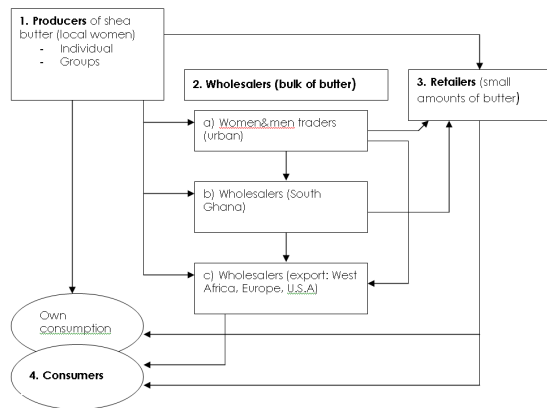 1. Producers of shea
butter (local women)
- Individual
- Groups
2. Wholesalers (bulk of butter)
3. Retailers (small
amounts of butter)
a) Women&men traders
(urban)
b) Wholesalers (South
Ghana)
c) Wholesalers (export: West
Africa, Europe, U.S.A)
Own
consumption
4. Consumers